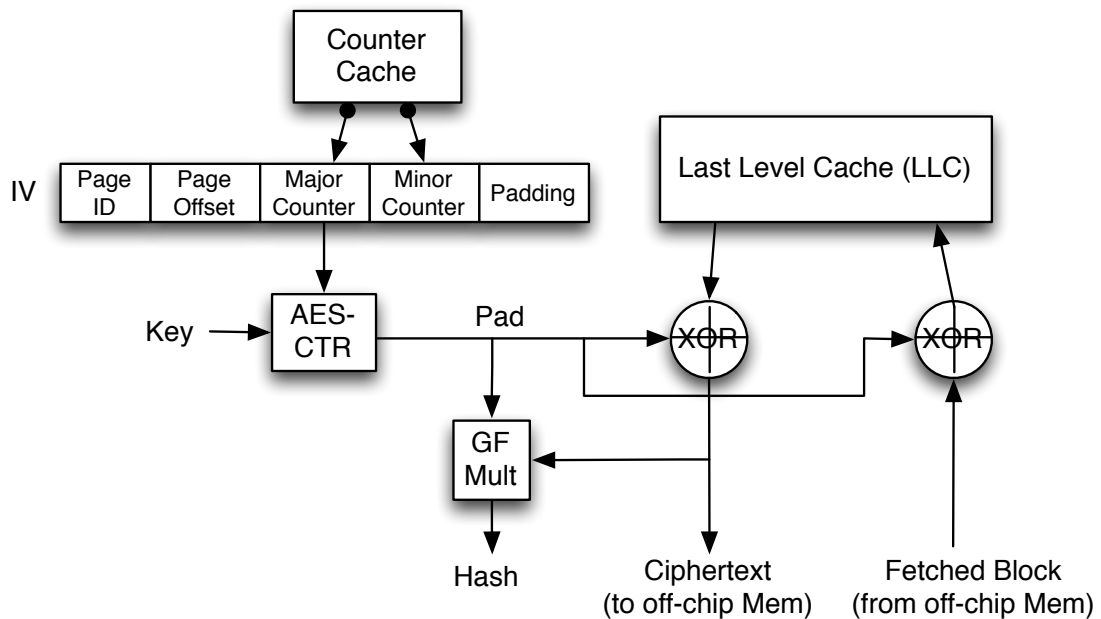 Counter
Cache
Last Level Cache (LLC)
IV
Page
ID
Page
Offset
Major
Counter
Minor
Counter
Padding
Key
AES-
CTR
Pad
XOR
XOR
GF
Mult
Hash
Ciphertext
(to off-chip Mem)
Fetched Block
(from off-chip Mem)